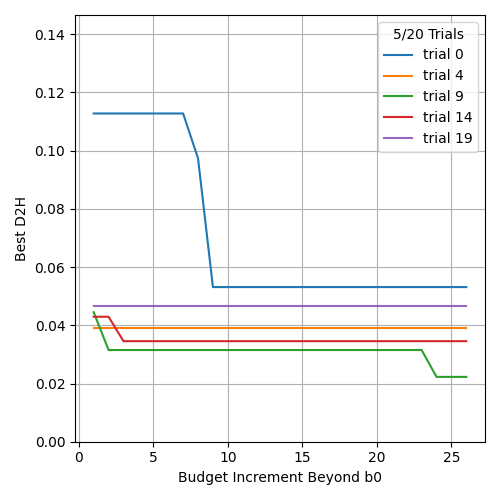 5/20 Trials
trial 0
trial 4
trial 9
trial 14
trial 19
0.14
0.12
0.10
0.08
0.06
0.04
0.02
0.00
Best D2H
0 5 10 15 20 25
Budget Increment Beyond b0